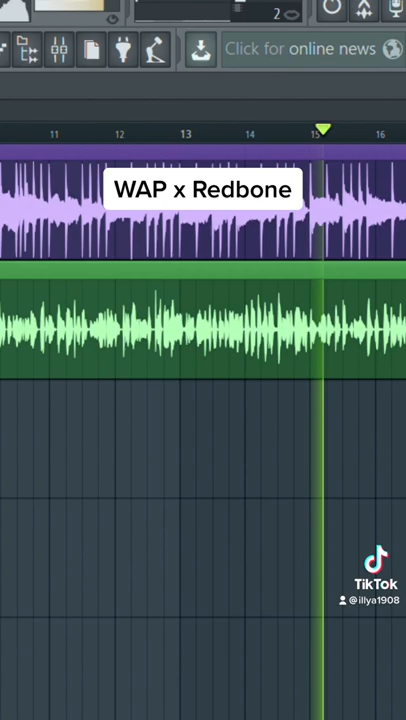 2
Click for online news
11 12 13 14 15 16
WAP x Redbone
TikTok
@illya1908